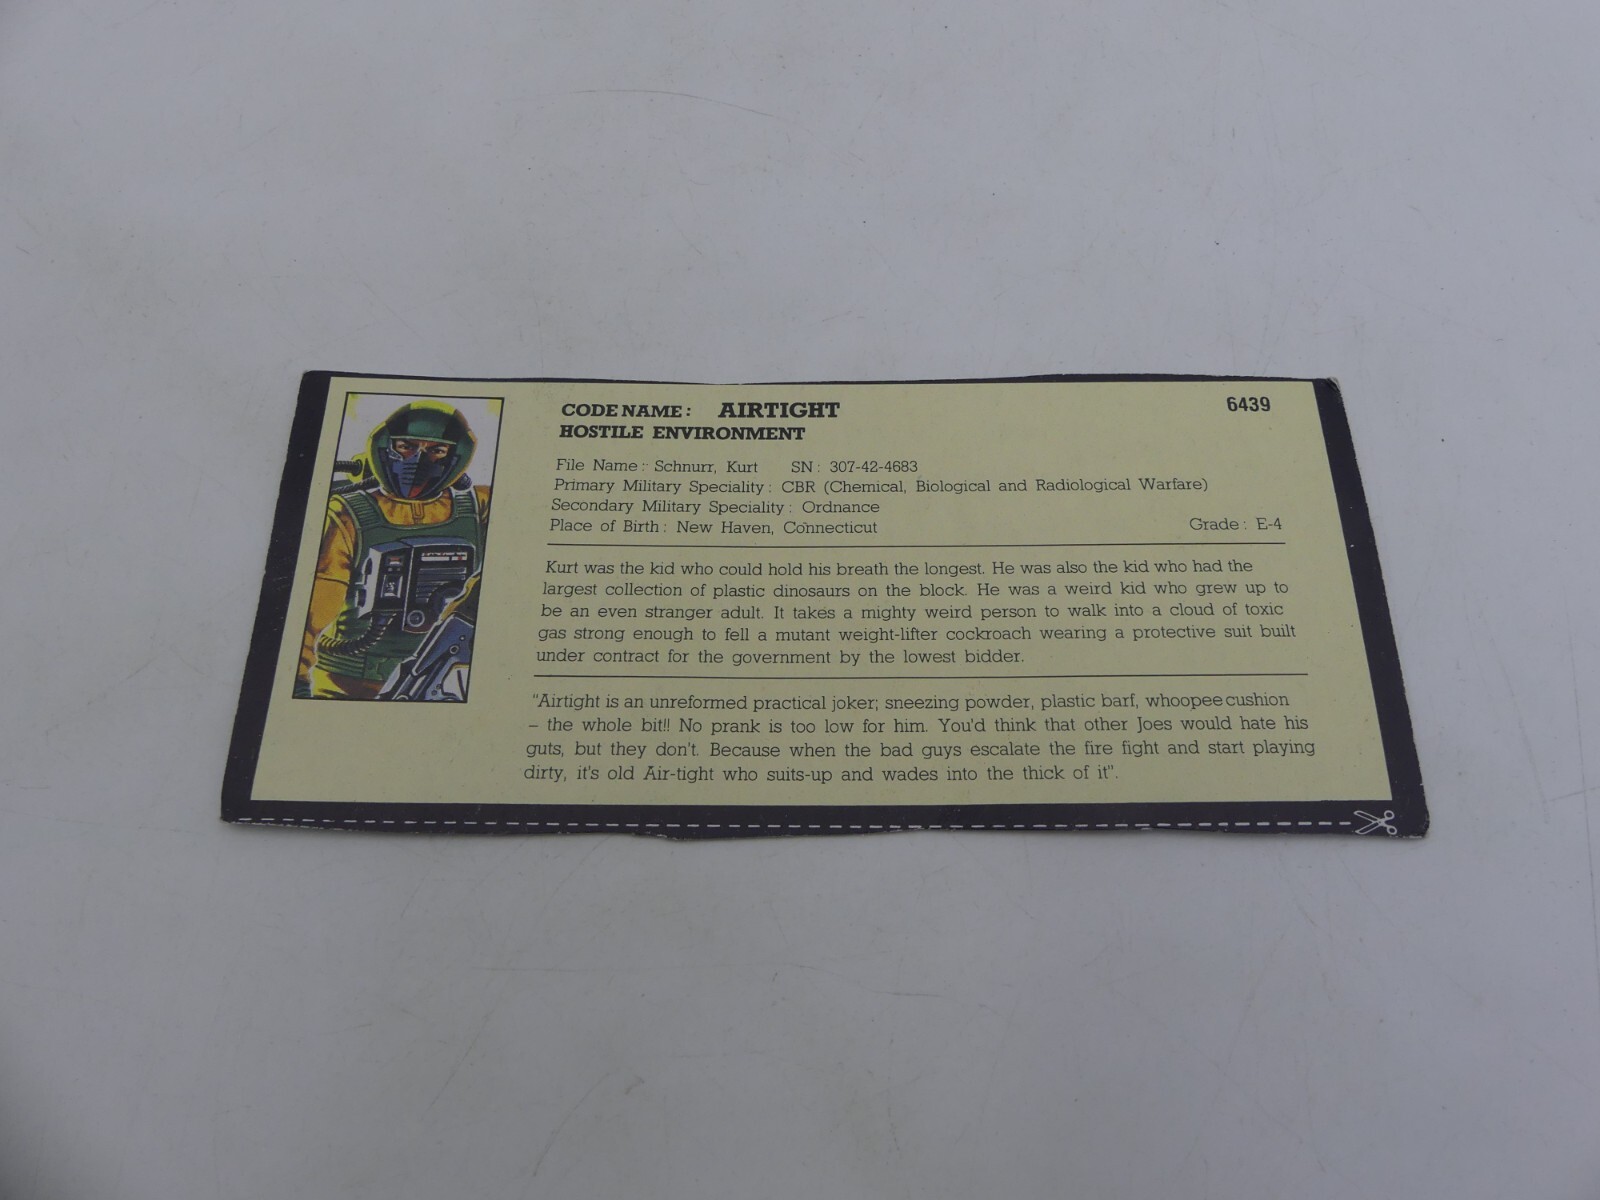 CODE NAME: AIRTIGHT 6439
HOSTILE ENVIRONMENT
File Name: Schnurr, Kurt SN: 307-42-4683
Primary Military Speciality: CBR (Chemical, Biological and Radiological Warfare)
Secondary Military Speciality: Ordnance
Place of Birth: New Haven, Connecticut Grade: E-4
Kurt was the kid who could hold his breath the longest. He was also the kid who had the
largest collection of plastic dinosaurs on the block. He was a weird kid who grew up to
be an even stranger adult. It takes a mighty weird person to walk into a cloud of toxic
gas strong enough to fell a mutant weight-lifter cockroach wearing a protective suit built
under contract for the government by the lowest bidder.
"Airtight is an unreformed practical joker; sneezing powder, plastic barf, whoopee cushion
– the whole bit!! No prank is too low for him. You'd think that other Joes would hate his
guts, but they don't. Because when the bad guys escalate the fire fight and start playing
dirty, it's old Air-tight who suits-up and wades into the thick of it".